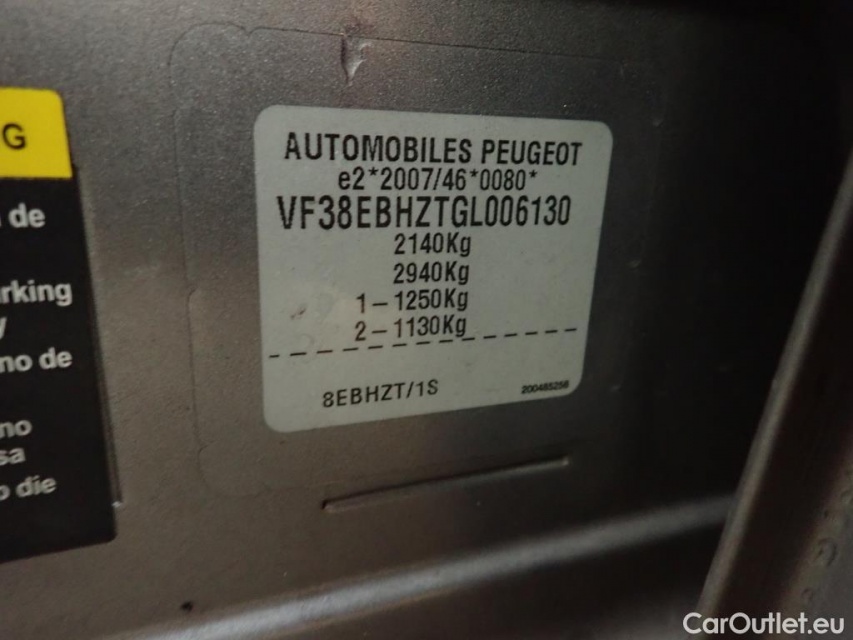 G
de
rking
y
no de
no
sa
o die
AUTOMOBILES PEUGEOT
e2*2007/46*0080*
VF38EBHZTGL006130
2140Kg
2940Kg
1-1250Kg
2-1130Kg
8EBHZT/1S
200485256
CarOutlet.eu